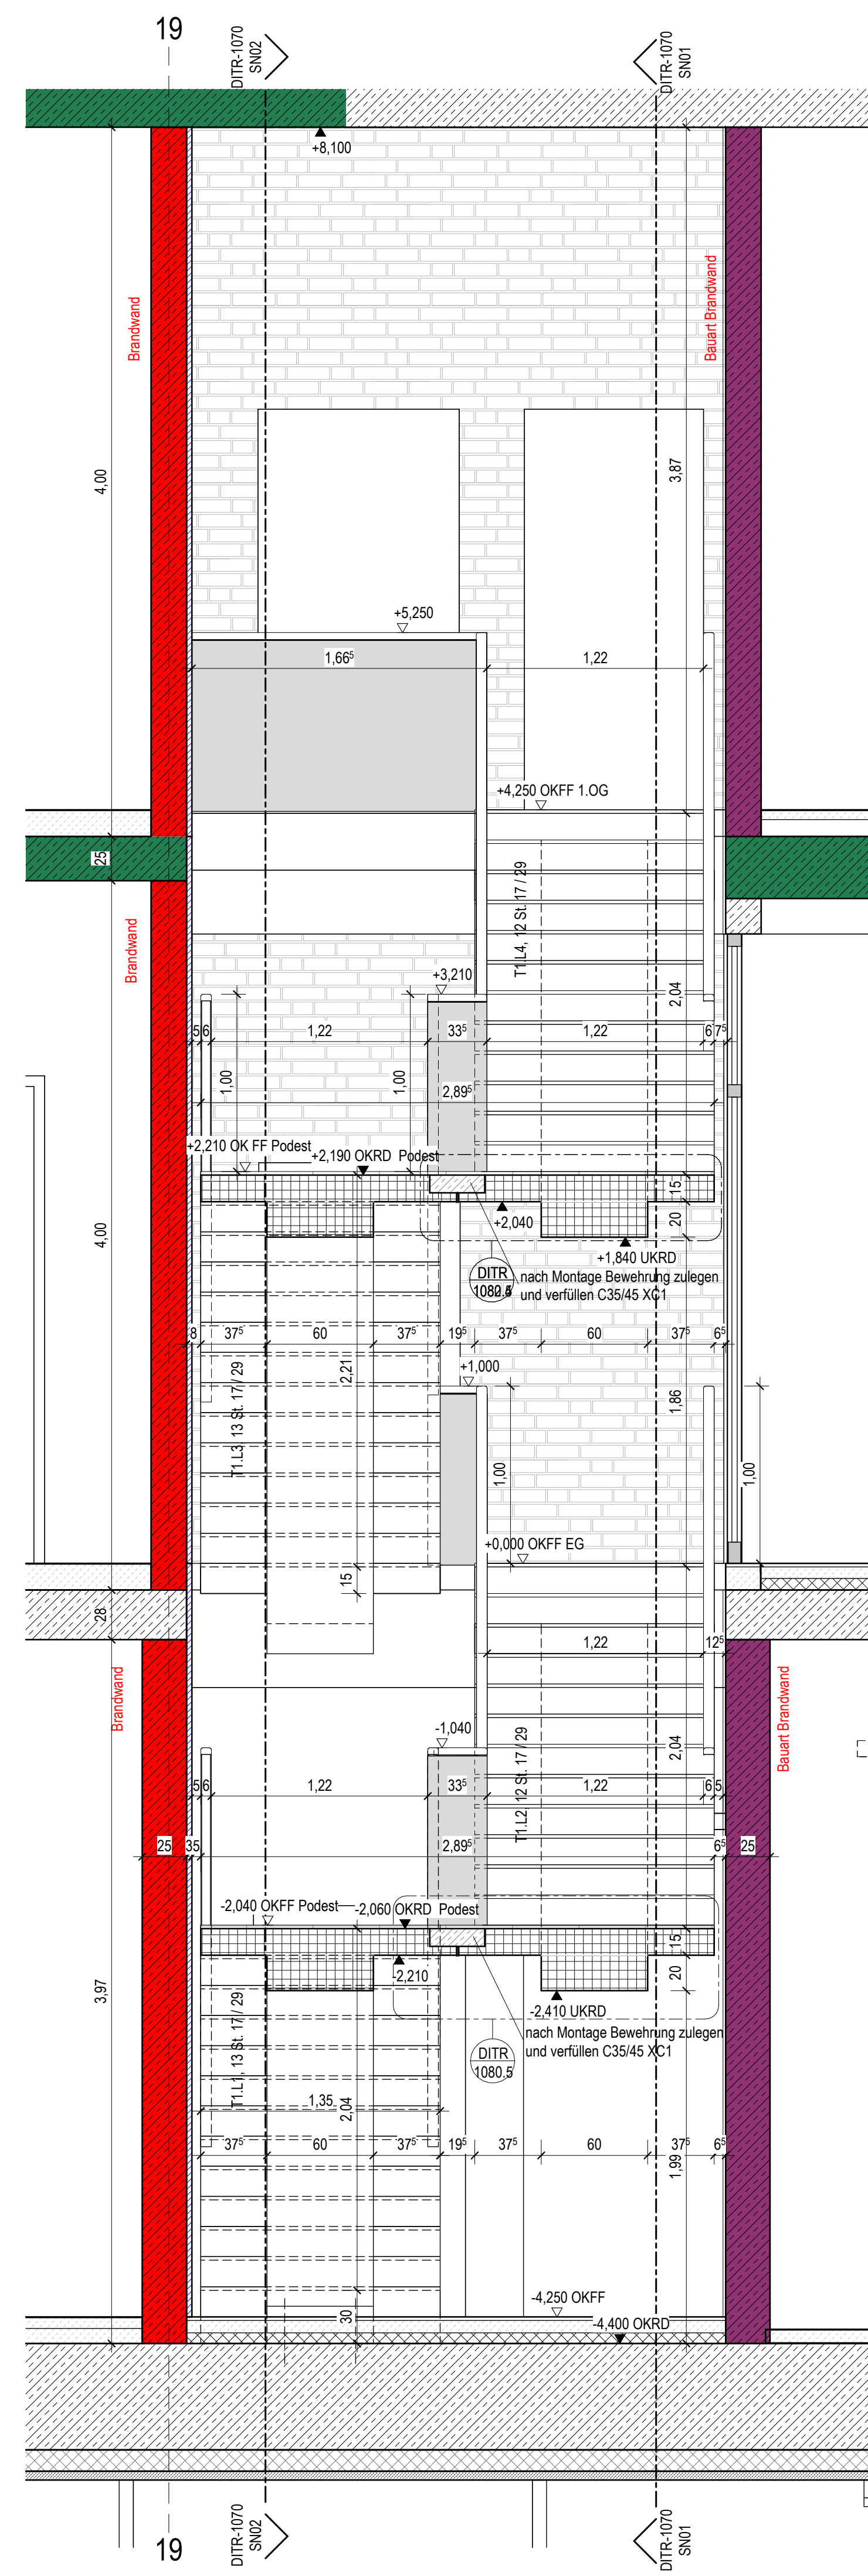 19
DITR-1070
SN02
DITR-1070
SN01
+8,100
Brandwand
Bauart Brandwand
4,00
3,87
+5,250
1,66⁵
1,22
+4,250 OKFF 1.OG
25
Brandwand
T1.L4, 12 St. 17 / 29
+3,210
2,04
5
6
1,22
33⁵
1,22
6
7⁵
1,00
1,00
2,89⁵
+2,210 OK FF Podest
+2,190 OKRD Podest
15
+2,040
20
4,00
+1,840 UKRD
DITR
nach Montage Bewehrung zulegen
und verfüllen C35/45 XC1
8
37⁵
60
37⁵
19⁵
37⁵
60
37⁵
6⁵
+1,000
2,21
1,86
T1.L3, 13 St. 17 / 29
1,00
1,00
+0,000 OKFF EG
15
28
1,22
12⁵
Brandwand
Bauart Brandwand
-1,040
T1.L2, 12 St. 17 / 29
2,04
5
6
1,22
33⁵
1,22
6
5
25
35
2,89⁵
6⁵
25
-2,040 OKFF Podest
-2,060 OKRD Podest
15
-2,210
20
3,97
-2,410 UKRD
nach Montage Bewehrung zulegen
und verfüllen C35/45 XC1
DITR
1080.5
T1.L1, 13 St. 17 / 29
1,35
2,04
37⁵
60
37⁵
19⁵
37⁵
60
37⁵
6⁵
1,99
-4,250 OKFF
30
-4,400 OKRD
DITR-1070
SN02
DITR-1070
SN01
19